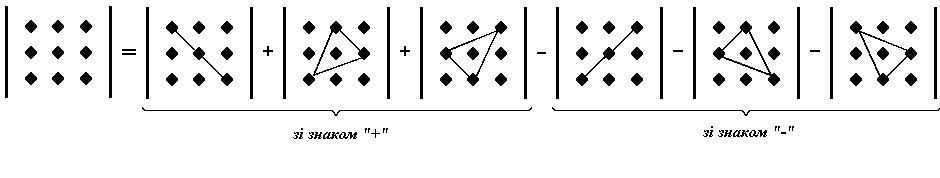 = + + – – –
зі знаком "+"
зі знаком "-"